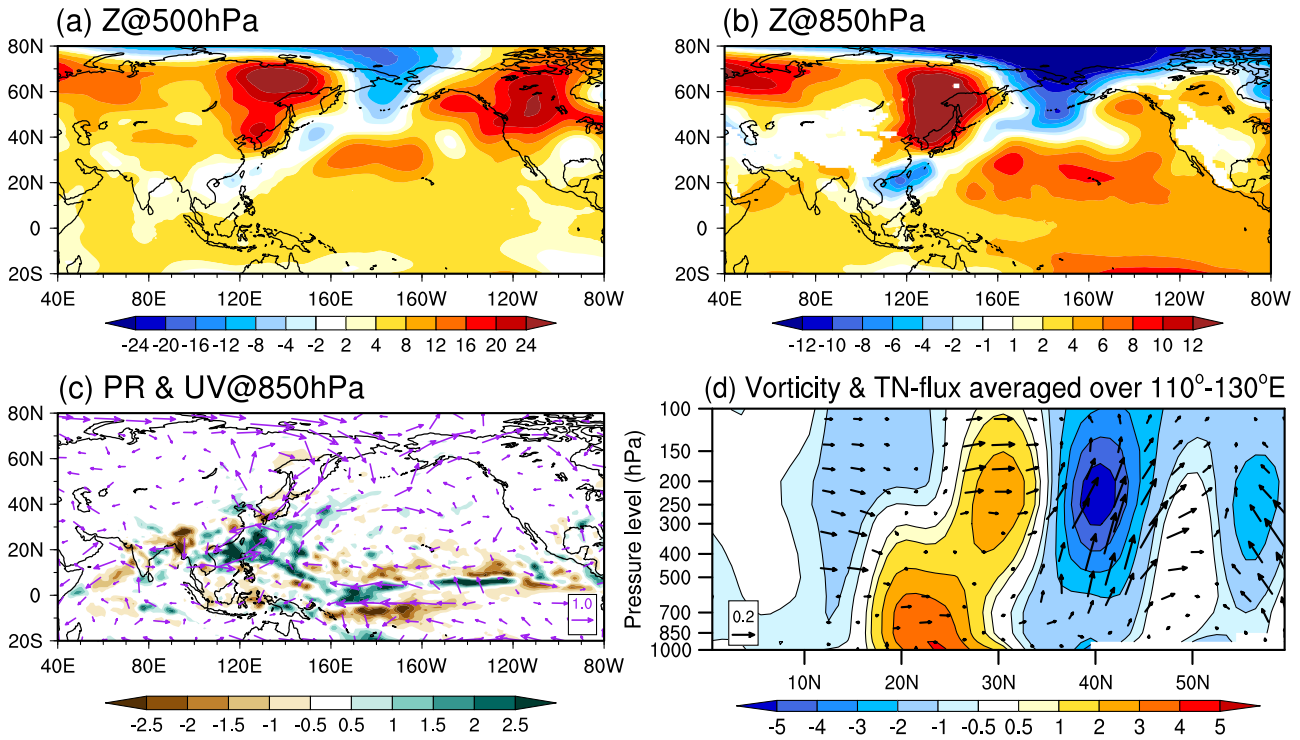 (a) Z@500hPa
80N
60N
40N
20N
0
20S
40E 80E 120E 160E 160W 120W 80W
-24 -20 -16 -12 -8 -4 -2 2 4 8 12 16 20 24
(b) Z@850hPa
80N
60N
40N
20N
0
20S
40E 80E 120E 160E 160W 120W 80W
-12 -10 -8 -6 -4 -2 -1 1 2 4 6 8 10 12
(c) PR & UV@850hPa
80N
60N
40N
20N
0
20S
1.0
40E 80E 120E 160E 160W 120W 80W
-2.5 -2 -1.5 -1 -0.5 0.5 1 1.5 2 2.5
(d) Vorticity & TN-flux averaged over 110°-130°E
Pressure level (hPa)
100
150
200
250
300
400
500
700
850
1000
0.2
10N 20N 30N 40N 50N
-5 -4 -3 -2 -1 -0.5 0.5 1 2 3 4 5